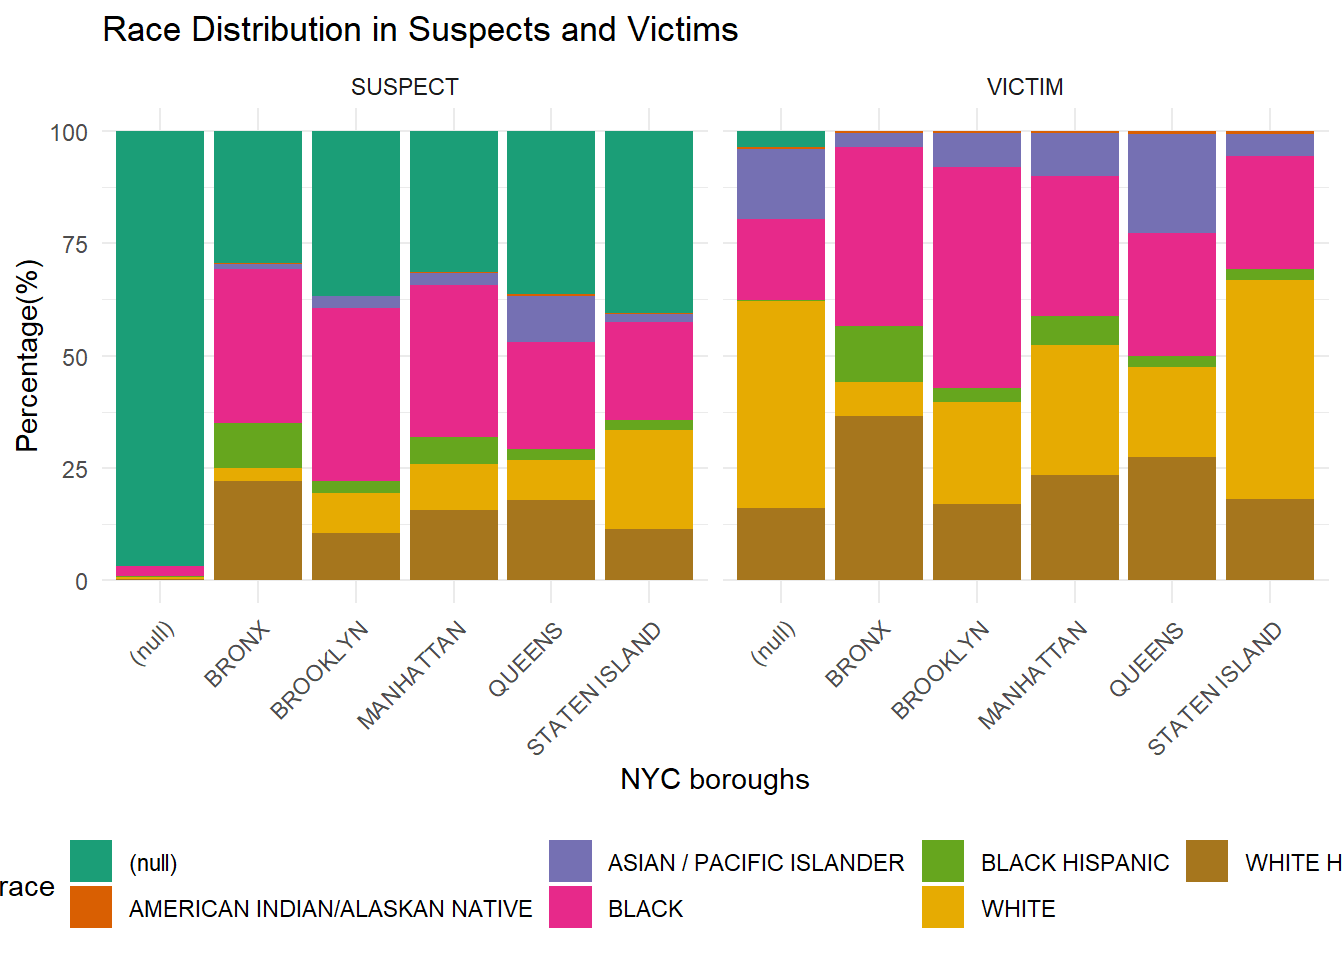 Race Distribution in Suspects and Victims
SUSPECT
VICTIM
Percentage(%)
100
75
50
25
0
(null)
BRONX
BROOKLYN
MANHATTAN
QUEENS
STATEN ISLAND
(null)
BRONX
BROOKLYN
MANHATTAN
QUEENS
STATEN ISLAND
NYC boroughs
race
(null)
AMERICAN INDIAN/ALASKAN NATIVE
ASIAN / PACIFIC ISLANDER
BLACK
BLACK HISPANIC
WHITE
WHITE H